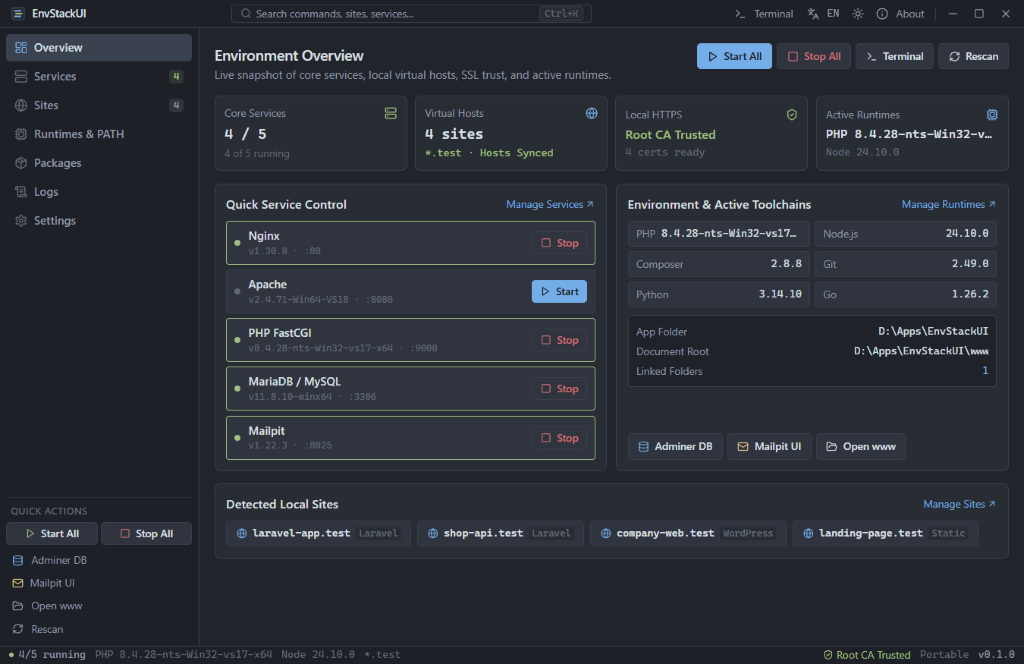 EnvStackUI
Search commands, sites, services... Ctrl+K
Terminal EN About
Overview
Services 4
Sites 4
Runtimes & PATH
Packages
Logs
Settings
QUICK ACTIONS
Start All Stop All
Adminer DB
Mailpit UI
Open www
Rescan
Environment Overview
Live snapshot of core services, local virtual hosts, SSL trust, and active runtimes.
Start All Stop All Terminal Rescan
Core Services
4 / 5
4 of 5 running
Virtual Hosts
4 sites
*.test · Hosts Synced
Local HTTPS
Root CA Trusted
4 certs ready
Active Runtimes
PHP 8.4.28-nts-Win32-v…
Node 24.10.0
Quick Service Control Manage Services
Nginx
v1.30.8 · :80
Stop
Apache
v2.4.71-Win64-VS18 · :8080
Start
PHP FastCGI
v8.4.28-nts-Win32-vs17-x64 · :9000
Stop
MariaDB / MySQL
v11.8.10-winx64 · :3306
Stop
Mailpit
v1.22.3 · :8025
Stop
Environment & Active Toolchains Manage Runtimes
PHP 8.4.28-nts-Win32-vs17…
Node.js 24.10.0
Composer 2.8.8
Git 2.49.0
Python 3.14.10
Go 1.26.2
App Folder D:\Apps\EnvStackUI
Document Root D:\Apps\EnvStackUI\www
Linked Folders 1
Adminer DB Mailpit UI Open www
Detected Local Sites Manage Sites
laravel-app.test Laravel
shop-api.test Laravel
company-web.test WordPress
landing-page.test Static
4/5 running PHP 8.4.28-nts-Win32-vs17-x64 Node 24.10.0 *.test
Root CA Trusted Portable v0.1.0